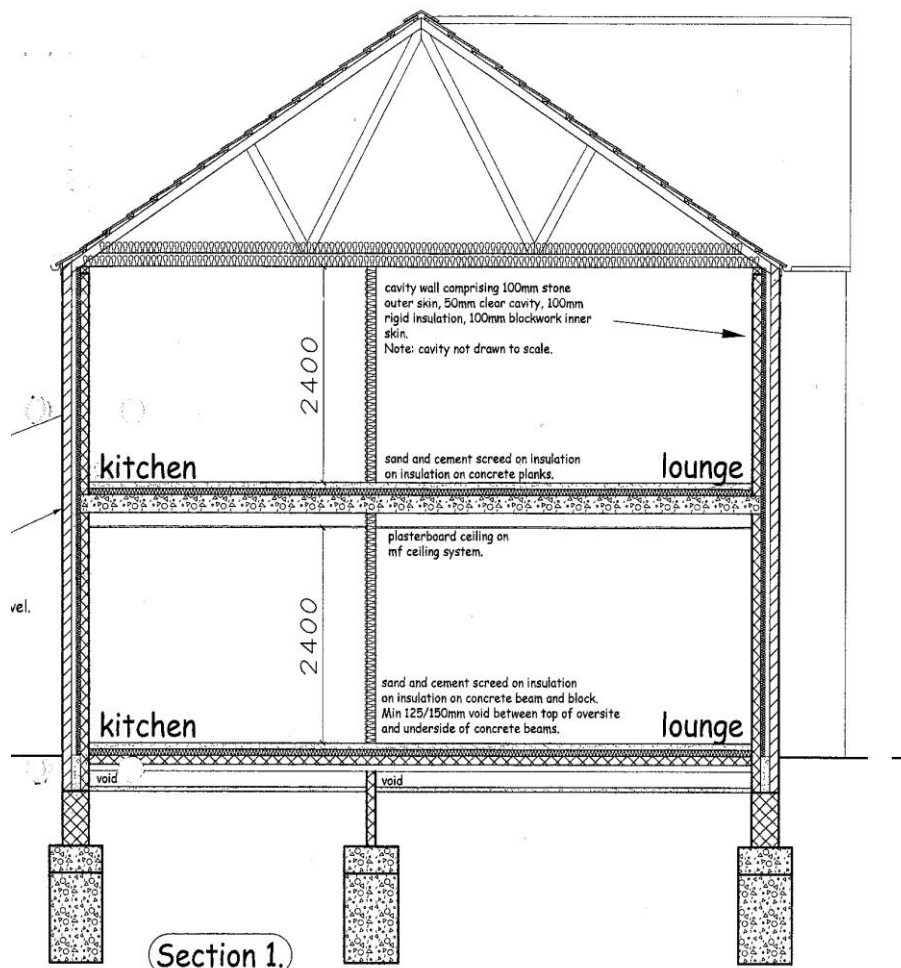 cavity wall comprising 100mm stone
outer skin, 50mm clear cavity, 100mm
rigid insulation, 100mm blockwork inner
skin.
Note: cavity not drawn to scale.
2400
kitchen
sand and cement screed on insulation
on insulation on concrete planks.
lounge
plasterboard ceiling on
mf ceiling system.
vel.
2400
kitchen
sand and cement screed on insulation
on insulation on concrete beam and block.
Min 125/150mm void between top of oversite
and underside of concrete beams.
lounge
void
void
Section 1.